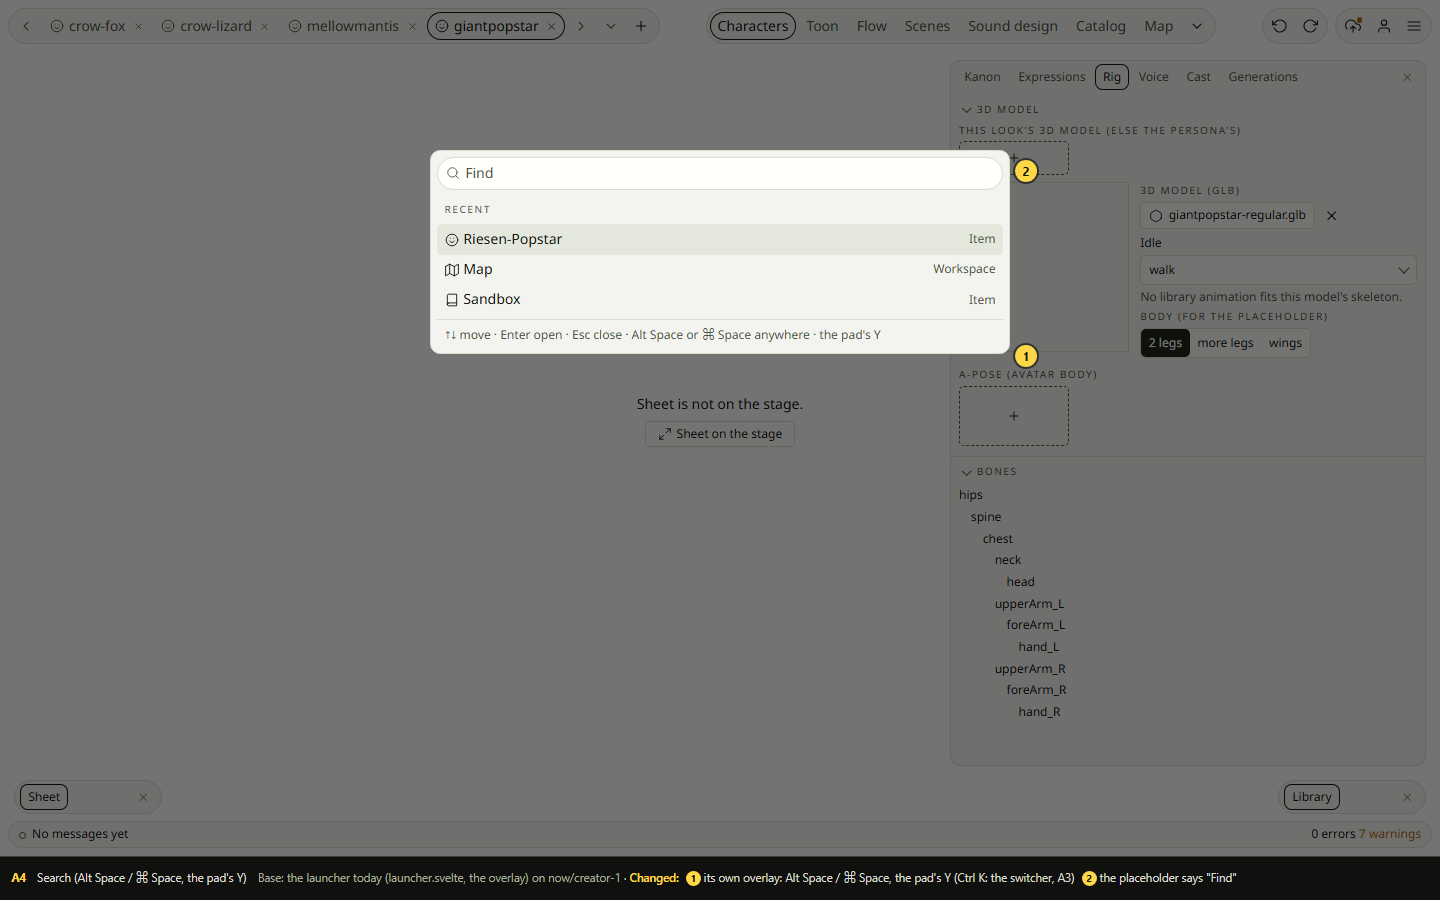 crow-fox crow-lizard mellowmantis giantpopstar
Characters Toon Flow Scenes Sound design Catalog Map
Kanon Expressions Rig Voice Cast Generations
3D MODEL
THIS LOOK'S 3D MODEL (ELSE THE PERSONA'S)
Find
RECENT
Riesen-Popstar Item
Map Workspace
Sandbox Item
↑↓ move · Enter open · Esc close · Alt Space or ⌘ Space anywhere · the pad's Y
2
3D MODEL (GLB)
giantpopstar-regular.glb
Idle
walk
No library animation fits this model's skeleton.
BODY (FOR THE PLACEHOLDER)
2 legs more legs wings
1
A-POSE (AVATAR BODY)
Sheet is not on the stage.
Sheet on the stage
BONES
hips
spine
chest
neck
head
upperArm_L
foreArm_L
hand_L
upperArm_R
foreArm_R
hand_R
Sheet
Library
No messages yet
0 errors 7 warnings
A4 Search (Alt Space / ⌘ Space, the pad's Y) Base: the launcher today (launcher.svelte, the overlay) on now/creator-1 · Changed: 1 its own overlay: Alt Space / ⌘ Space, the pad's Y (Ctrl K: the switcher, A3) 2 the placeholder says "Find"